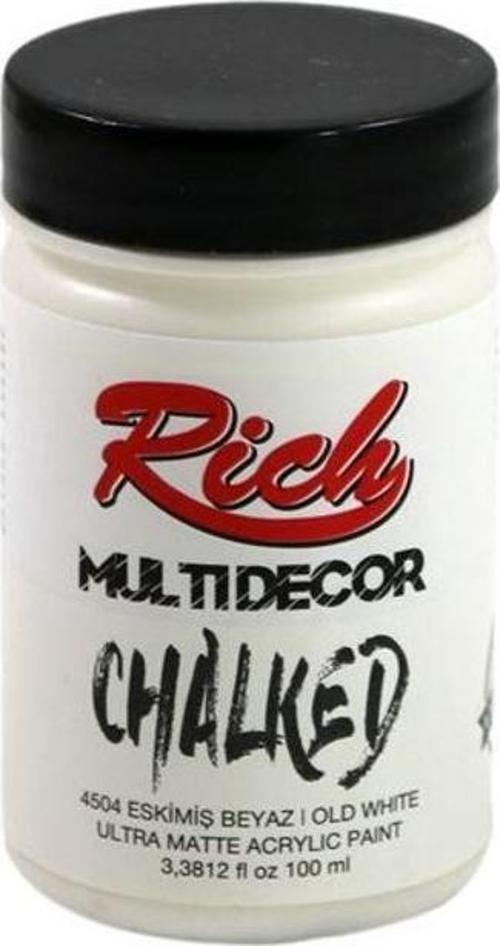 Rich
MULTIDECOR
CHALKED
4504 ESKİMİŞ BEYAZ | OLD WHITE
ULTRA MATTE ACRYLIC PAINT
3,3812 fl oz 100 ml